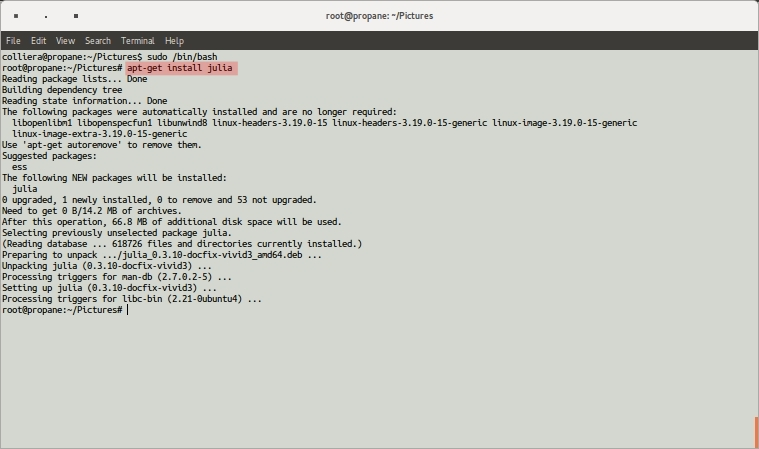 root@propane: ~/Pictures
File Edit View Search Terminal Help
colliera@propane:~/Pictures$ sudo /bin/bash
root@propane:~/Pictures# apt-get install julia
Reading package lists... Done
Building dependency tree
Reading state information... Done
The following packages were automatically installed and are no longer required:
  libopenlibm1 libopenspecfun1 libunwind8 linux-headers-3.19.0-15 linux-headers-3.19.0-15-generic linux-image-3.19.0-15-generic
  linux-image-extra-3.19.0-15-generic
Use 'apt-get autoremove' to remove them.
Suggested packages:
  ess
The following NEW packages will be installed:
  julia
0 upgraded, 1 newly installed, 0 to remove and 53 not upgraded.
Need to get 0 B/14.2 MB of archives.
After this operation, 66.8 MB of additional disk space will be used.
Selecting previously unselected package julia.
(Reading database ... 618726 files and directories currently installed.)
Preparing to unpack .../julia_0.3.10-docfix-vivid3_amd64.deb ...
Unpacking julia (0.3.10-docfix-vivid3) ...
Processing triggers for man-db (2.7.0.2-5) ...
Setting up julia (0.3.10-docfix-vivid3) ...
Processing triggers for libc-bin (2.21-0ubuntu4) ...
root@propane:~/Pictures#